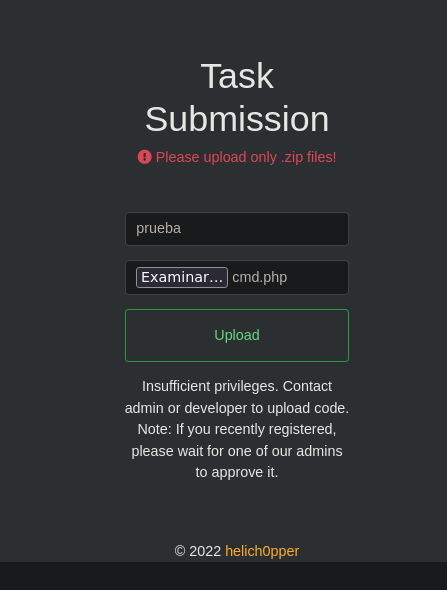 Task
Submission
Please upload only .zip files!
prueba
Examinar... cmd.php
Upload
Insufficient privileges. Contact
admin or developer to upload code.
Note: If you recently registered,
please wait for one of our admins
to approve it.
© 2022 helich0pper